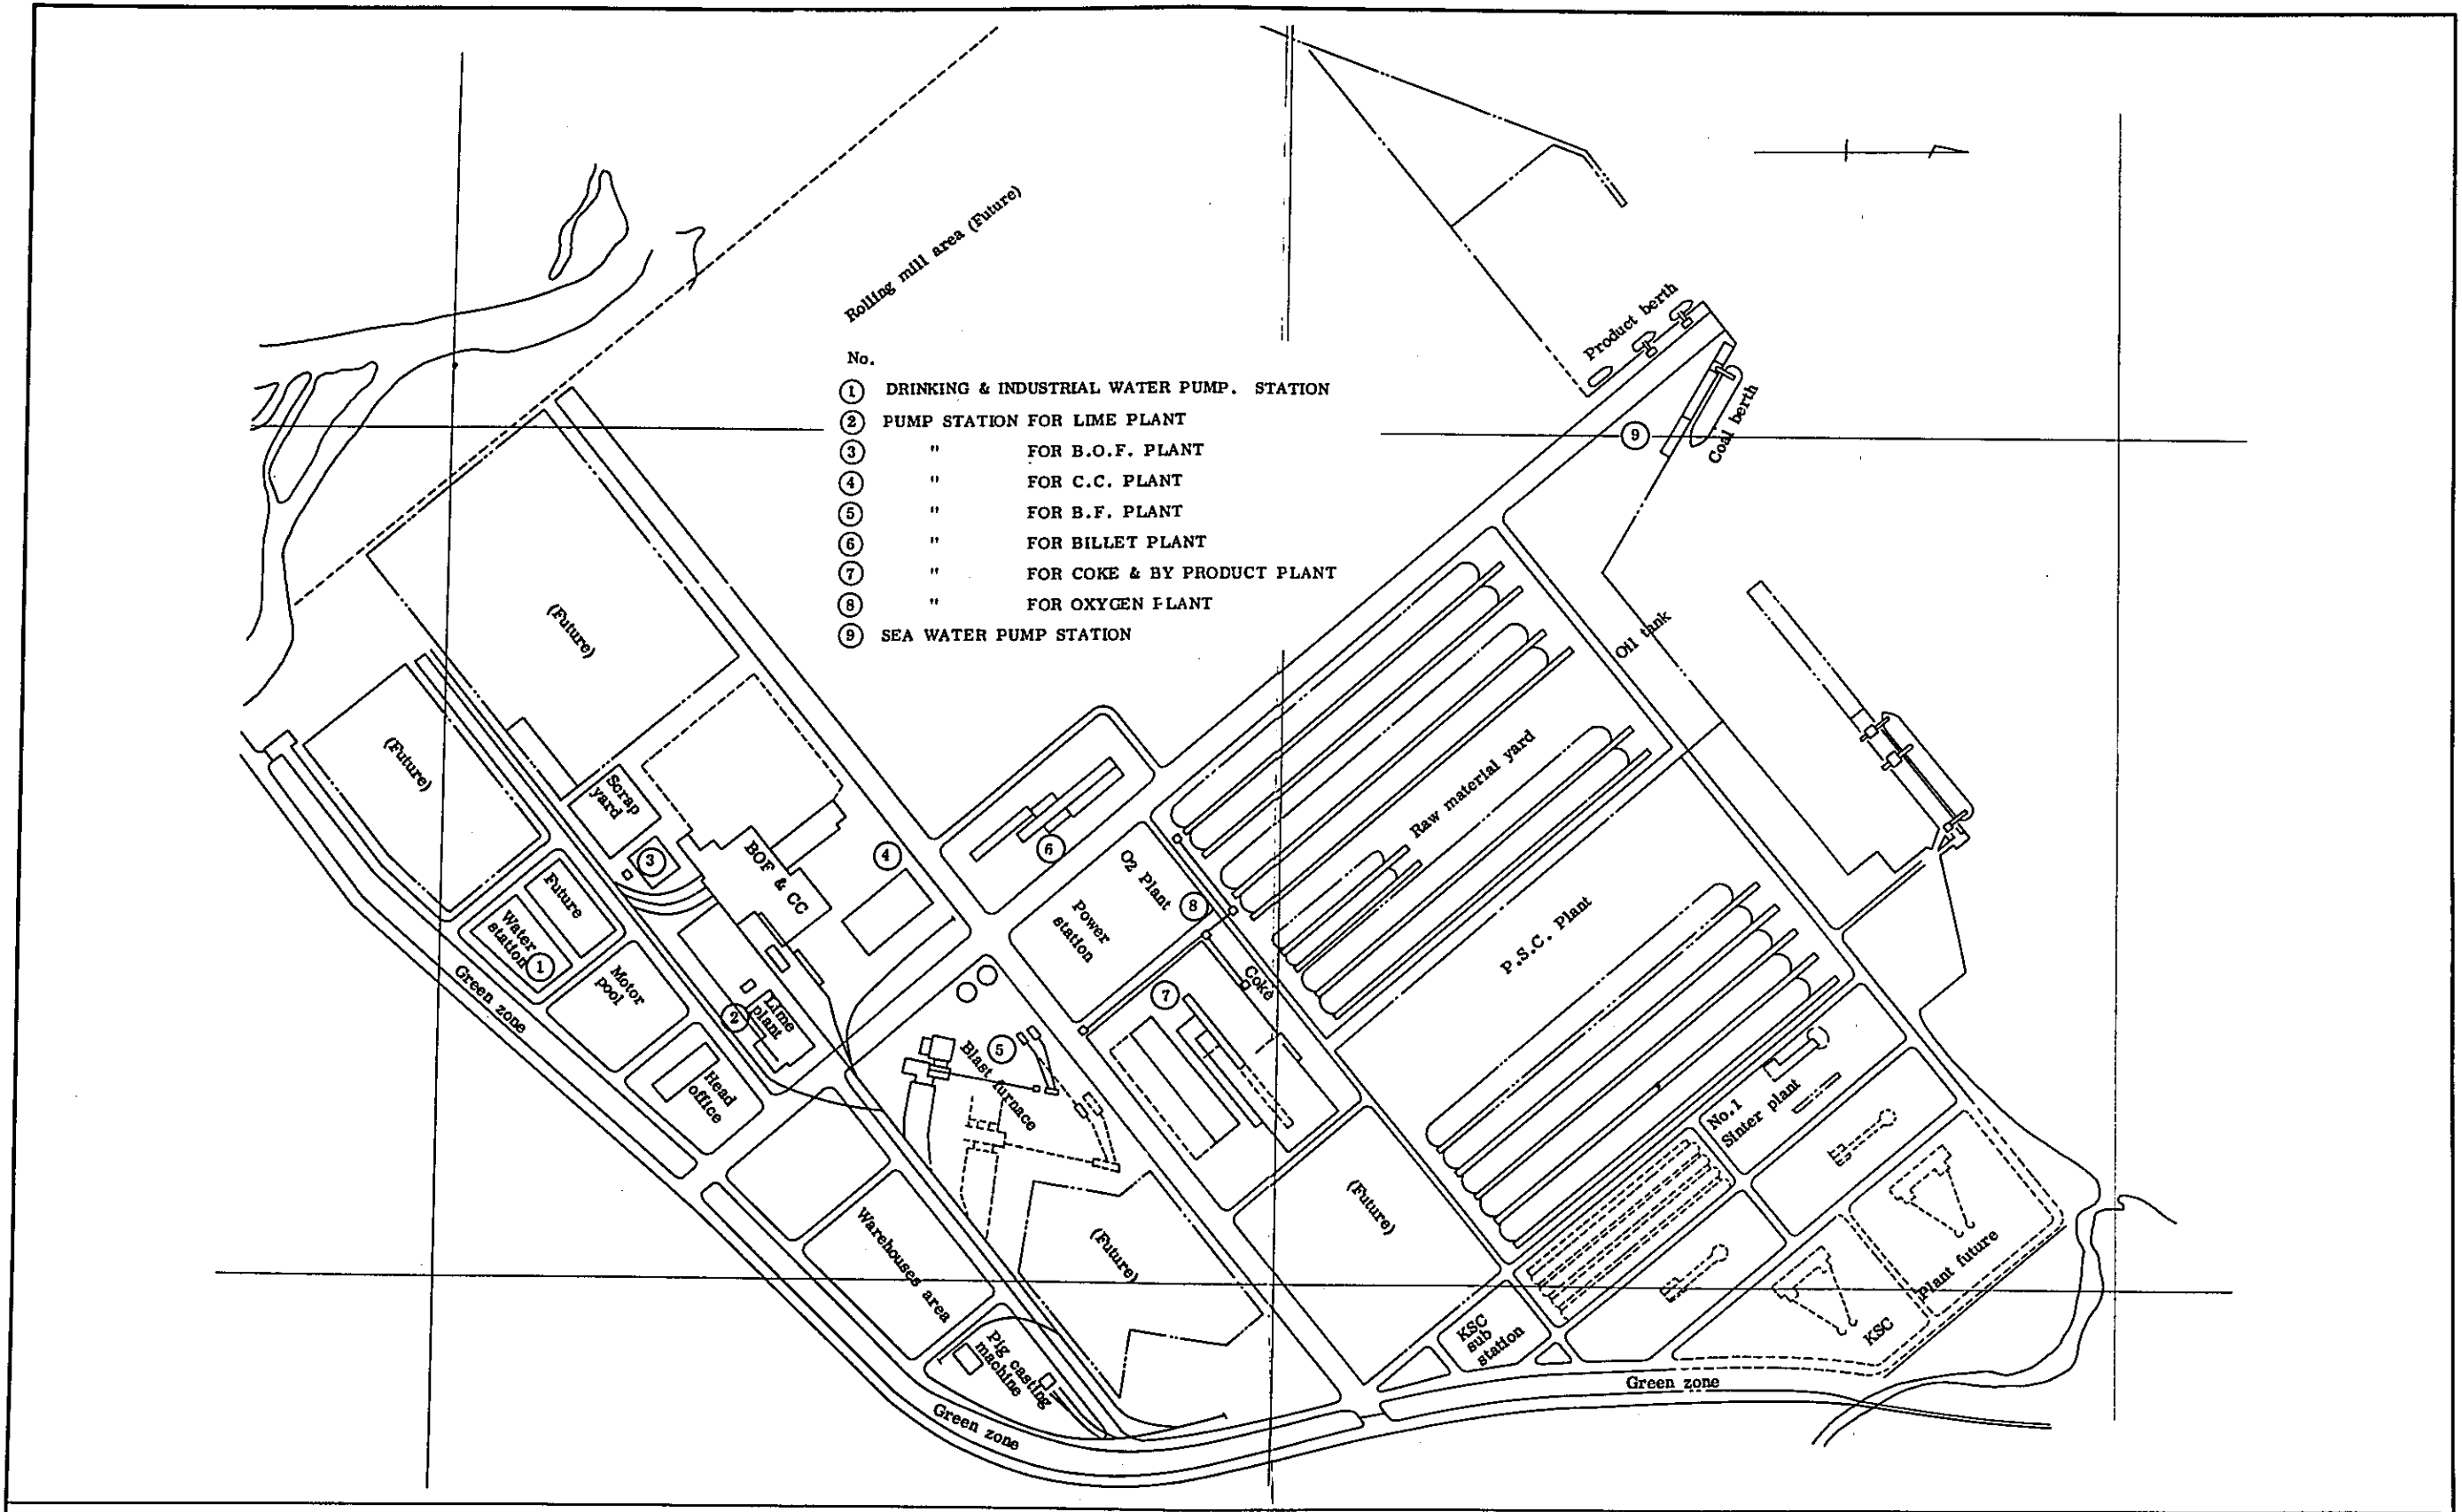 Rolling mill area (Future)
No.
1 DRINKING & INDUSTRIAL WATER PUMP. STATION
2 PUMP STATION FOR LIME PLANT
3 " FOR B.O.F. PLANT
4 " FOR C.C. PLANT
5 " FOR B.F. PLANT
6 " FOR BILLET PLANT
7 " FOR COKE & BY PRODUCT PLANT
8 " FOR OXYGEN PLANT
9 SEA WATER PUMP STATION
Product berth
9
Coal berth
Oil tank
(Future)
(Future)
Scrap
yard
3
BOF & CC
4
6
O2 Plant
8
Raw material yard
Future
Water
station
1
Power
station
P.S.C. Plant
Green zone
Motor
pool
2
Lime
plant
7
Coke
5
Blast furnace
Head
office
No.1
Sinter plant
Warehouses area
(Future)
(Future)
Plant future
KSC
KSC
sub
station
Pig casting
machine
Green zone
Green zone